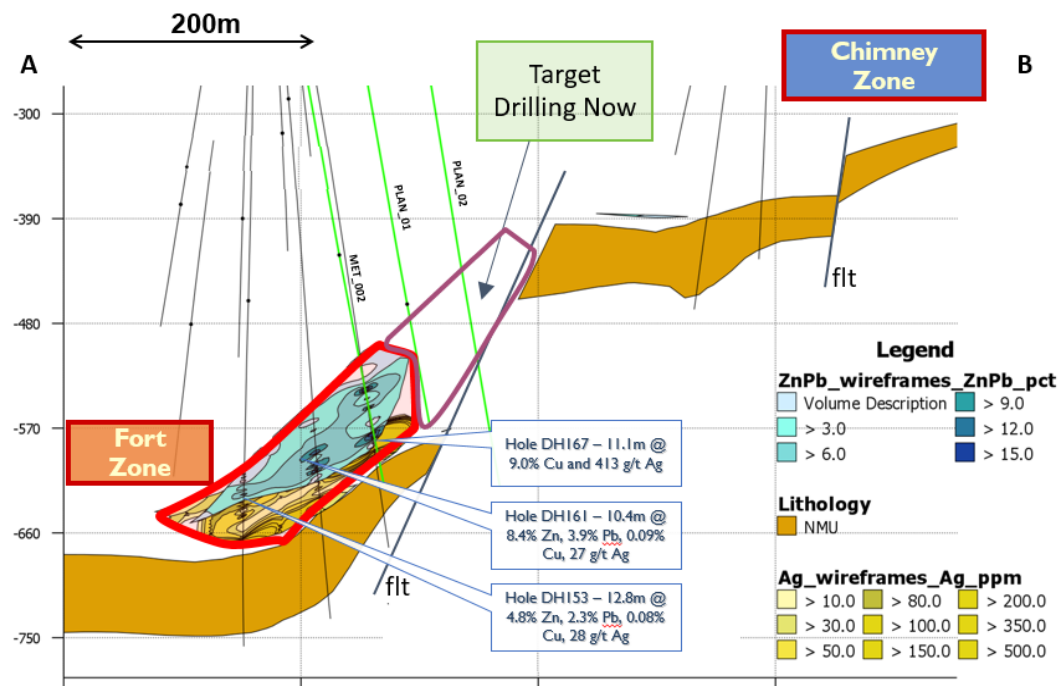 200m
A
Target
Drilling Now
Chimney
Zone
B
-300
-390
-480
-570
-660
-750
PLAN_01
PLAN_02
MET_002
flt
flt
Fort
Zone
Hole DH167 – 11.1m @
9.0% Cu and 413 g/t Ag
Hole DH161 – 10.4m @
8.4% Zn, 3.9% Pb, 0.09%
Cu, 27 g/t Ag
Hole DH153 – 12.8m @
4.8% Zn, 2.3% Pb, 0.08%
Cu, 28 g/t Ag
Legend
ZnPb_wireframes_ZnPb_pct
Volume Description
> 3.0
> 6.0
> 9.0
> 12.0
> 15.0
Lithology
NMU
Ag_wireframes_Ag_ppm
> 10.0
> 30.0
> 50.0
> 80.0
> 100.0
> 150.0
> 200.0
> 350.0
> 500.0